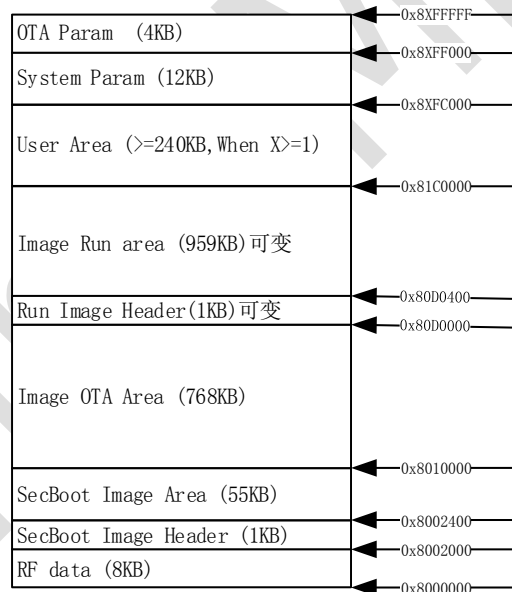 0x8XFFFFF
OTA Param (4KB)
0x8XFF000
System Param (12KB)
0x8XFC000
User Area (>=240KB,When X>=1)
0x81C0000
Image Run area (959KB)可变
0x80D0400
Run Image Header(1KB)可变
0x80D0000
Image OTA Area (768KB)
0x8010000
SecBoot Image Area (55KB)
0x8002400
SecBoot Image Header (1KB)
0x8002000
RF data (8KB)
0x8000000